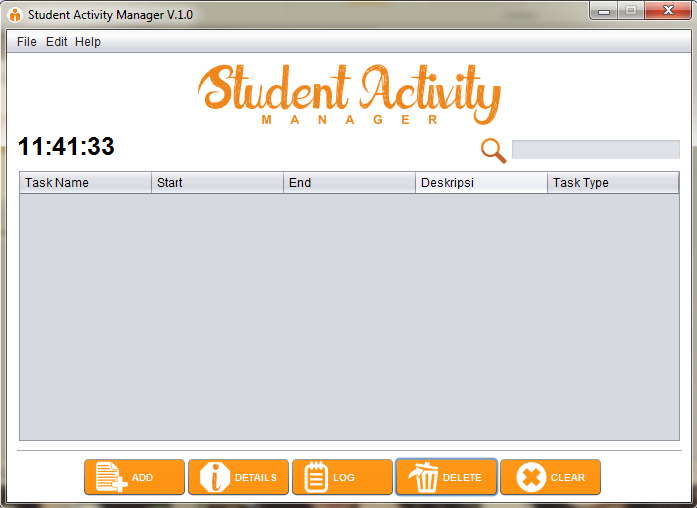 Student Activity Manager V.1.0
File Edit Help
Student Activity
MANAGER
11:41:33
Task Name Start End Deskripsi Task Type
ADD DETAILS LOG DELETE CLEAR